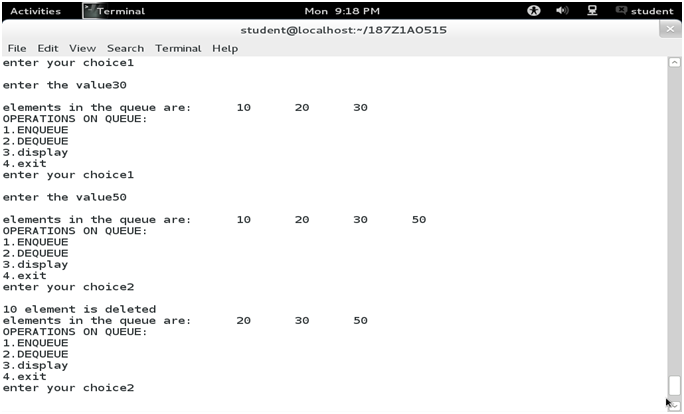 Activities Terminal Mon 9:18 PM student
student@localhost:~/187Z1A0515
File Edit View Search Terminal Help
enter your choice1
enter the value30
elements in the queue are: 10 20 30
OPERATIONS ON QUEUE:
1.ENQUEUE
2.DEQUEUE
3.display
4.exit
enter your choice1
enter the value50
elements in the queue are: 10 20 30 50
OPERATIONS ON QUEUE:
1.ENQUEUE
2.DEQUEUE
3.display
4.exit
enter your choice2
10 element is deleted
elements in the queue are: 20 30 50
OPERATIONS ON QUEUE:
1.ENQUEUE
2.DEQUEUE
3.display
4.exit
enter your choice2